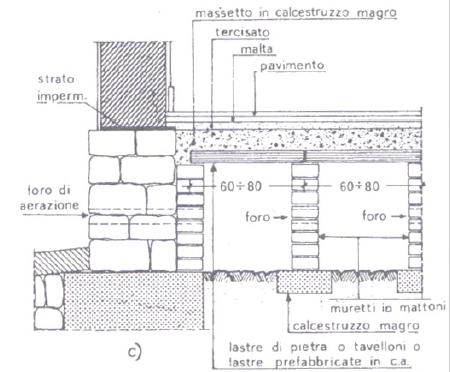 massetto in calcestruzzo magro
tercisato
malta
pavimento
strato
imperm.
60÷80
60÷80
foro di
aerazione
foro
foro
muretti in mattoni
calcestruzzo magro
c)
lastre di pietra o tavelloni o
lastre prefabbricate in c.a.